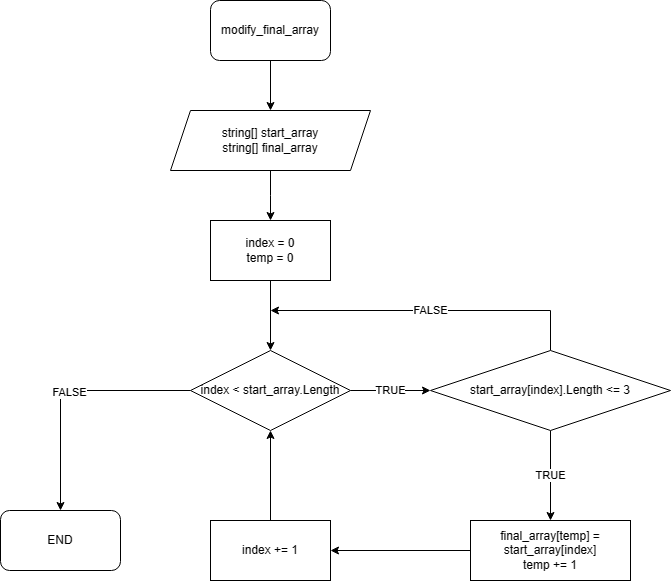 modify_final_array
string[] start_array
string[] final_array
index = 0
temp = 0
FALSE
FALSE
index < start_array.Length
TRUE
start_array[index].Length <= 3
TRUE
END
index += 1
final_array[temp] =
start_array[index]
temp += 1